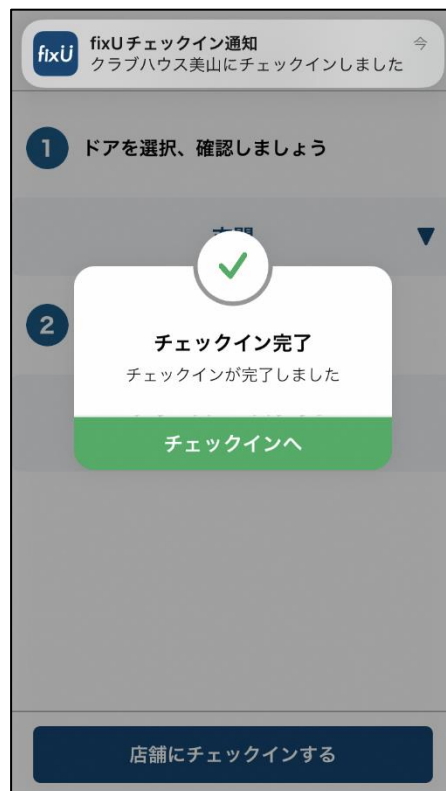 fixU
fixUチェックイン通知
今
クラブハウス美山にチェックインしました
1
ドアを選択、確認しましょう
▼
2
チェックイン完了
チェックインが完了しました
チェックインへ
店舗にチェックインする